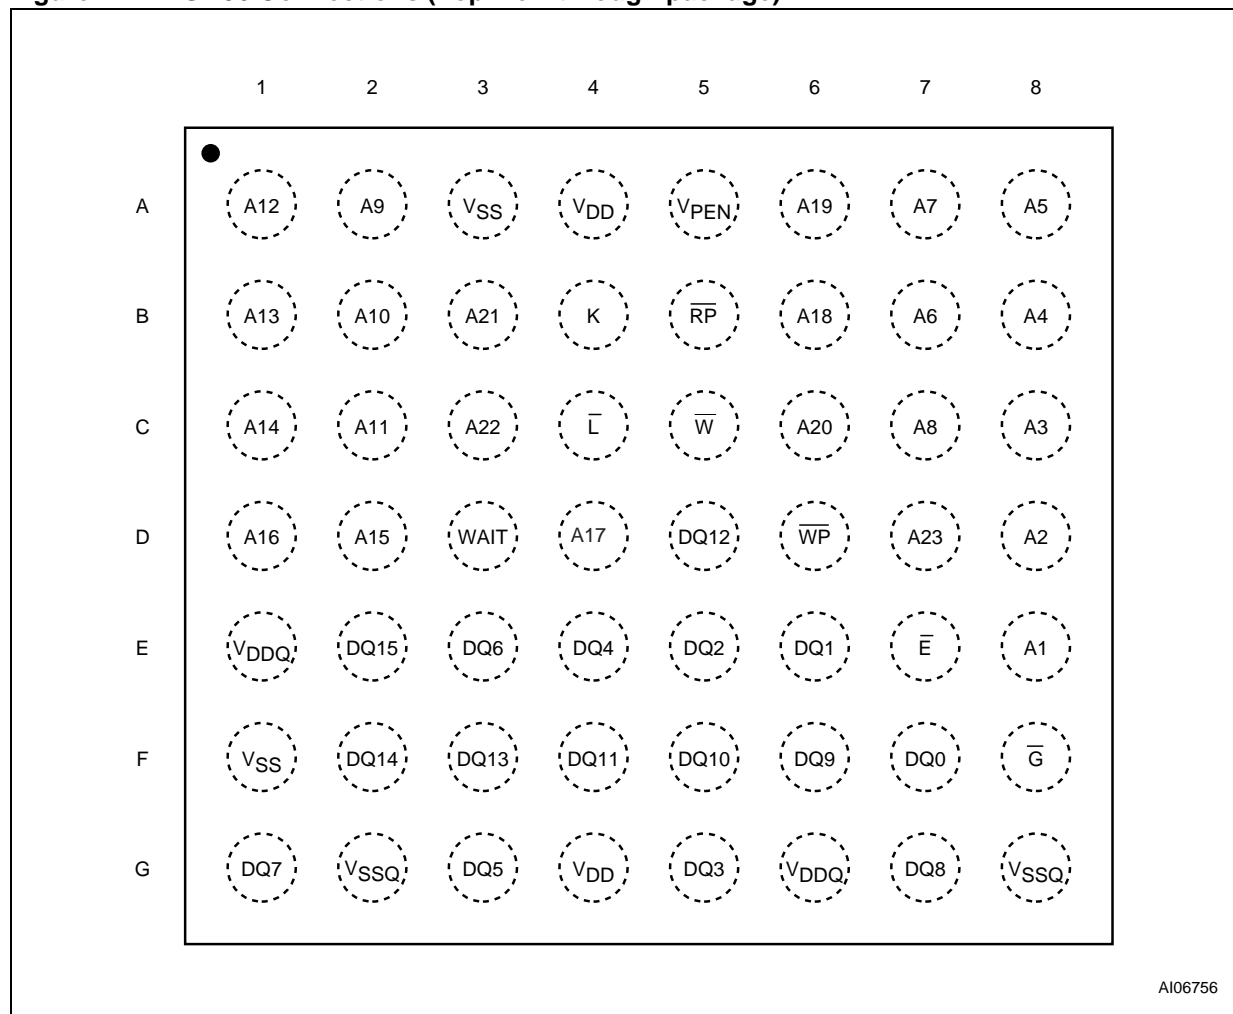 1 2 3 4 5 6 7 8
A A12 A9 VSS VDD VPEN A19 A7 A5
B A13 A10 A21 K R̅P̅ A18 A6 A4
C A14 A11 A22 L̅ W̅ A20 A8 A3
D A16 A15 WAIT A17 DQ12 W̅P̅ A23 A2
E VDDQ DQ15 DQ6 DQ4 DQ2 DQ1 E̅ A1
F VSS DQ14 DQ13 DQ11 DQ10 DQ9 DQ0 G̅
G DQ7 VSSQ DQ5 VDD DQ3 VDDQ DQ8 VSSQ
AI06756